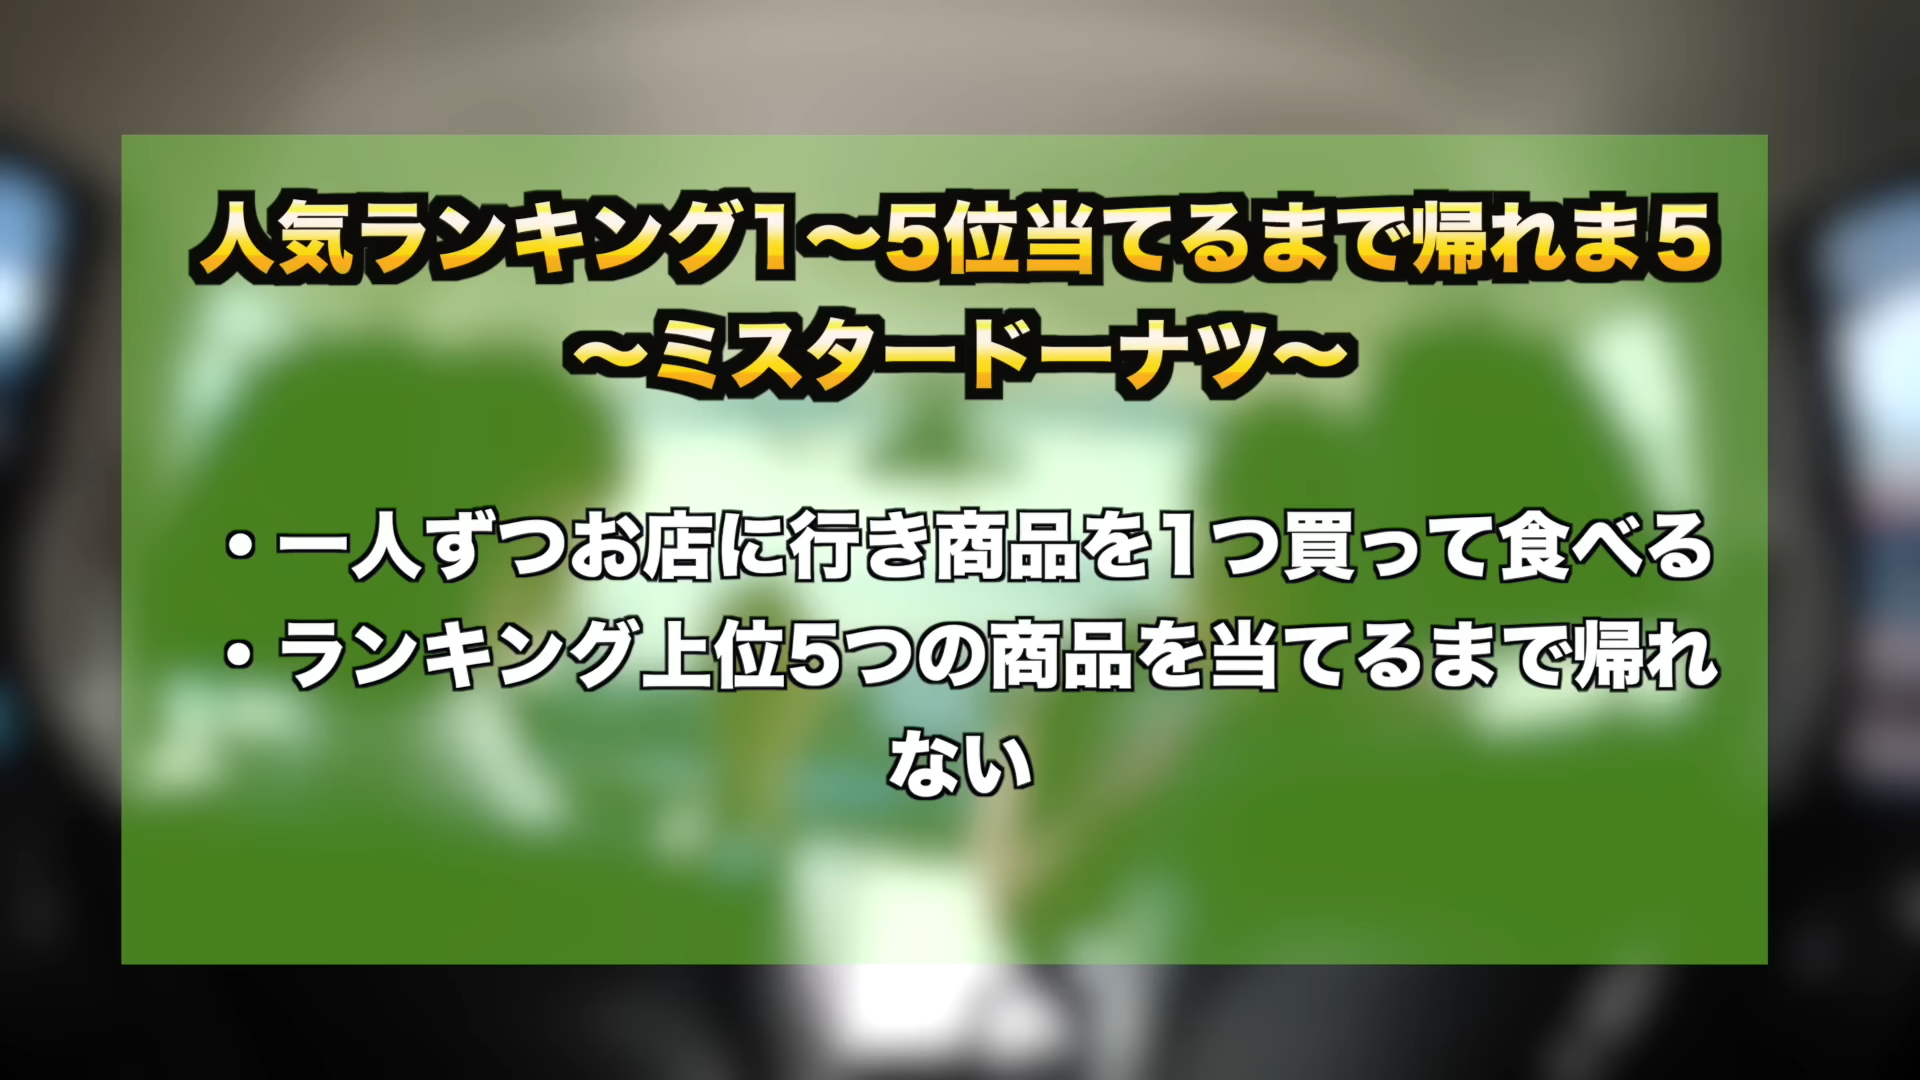 人気ランキング1〜5位当てるまで帰れま５
〜ミスタードーナツ〜
・一人ずつお店に行き商品を1つ買って食べる
・ランキング上位5つの商品を当てるまで帰れ
ない